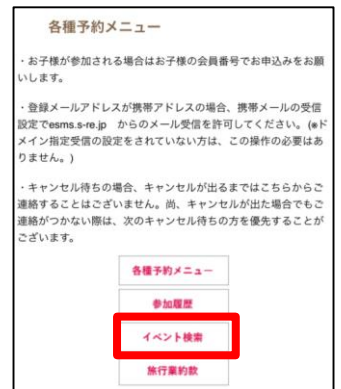 各種予約メニュー
・お子様が参加される場合はお子様の会員番号でお申込みをお願
いします。
・登録メールアドレスが携帯アドレスの場合、携帯メールの受信
設定でesms.s-re.jp からのメール受信を許可してください。(※ド
メイン指定受信の設定をされていない方は、この操作の必要はあ
りません。)
・キャンセル待ちの場合、キャンセルが出るまではこちらからご
連絡することはございません。尚、キャンセルが出た場合でもご
連絡がつかない際は、次のキャンセル待ちの方を優先することが
ございます。
各種予約メニュー
参加履歴
イベント検索
旅行業約款